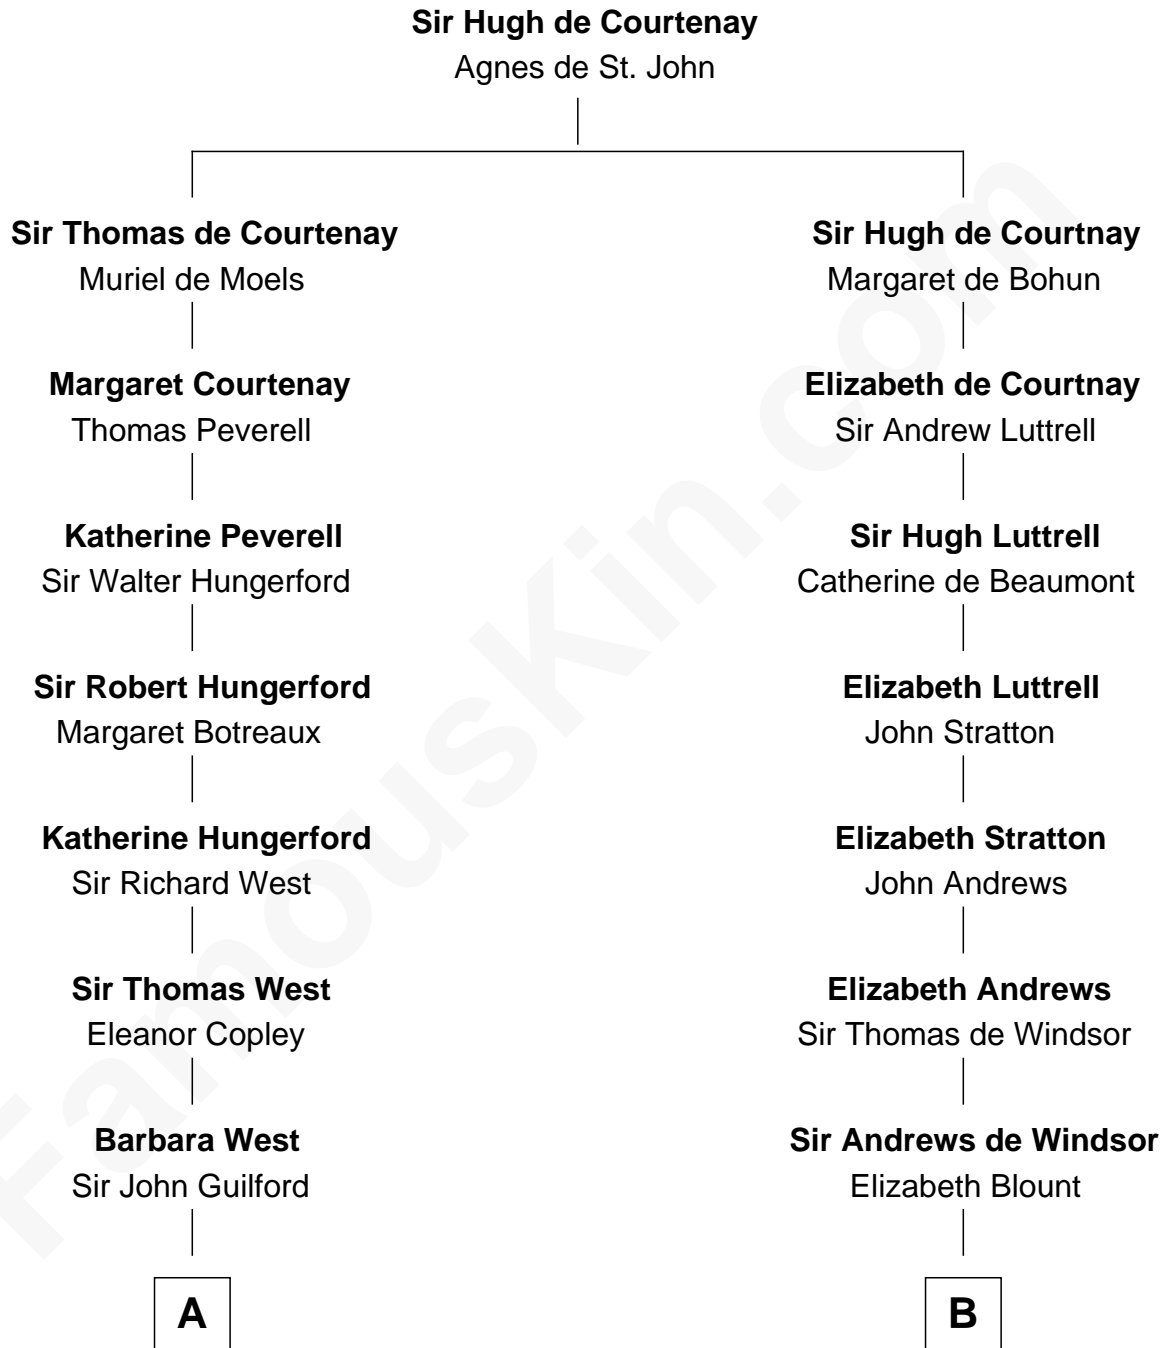 Sir Hugh de Courtenay
Agnes de St. John
Sir Thomas de Courtenay
Muriel de Moels
Sir Hugh de Courtnay
Margaret de Bohun
Margaret Courtenay
Thomas Peverell
Elizabeth de Courtnay
Sir Andrew Luttrell
Katherine Peverell
Sir Walter Hungerford
Sir Hugh Luttrell
Catherine de Beaumont
Sir Robert Hungerford
Margaret Botreaux
Elizabeth Luttrell
John Stratton
Katherine Hungerford
Sir Richard West
Elizabeth Stratton
John Andrews
Sir Thomas West
Eleanor Copley
Elizabeth Andrews
Sir Thomas de Windsor
Barbara West
Sir John Guilford
Sir Andrews de Windsor
Elizabeth Blount
A
B
FamousKin.com